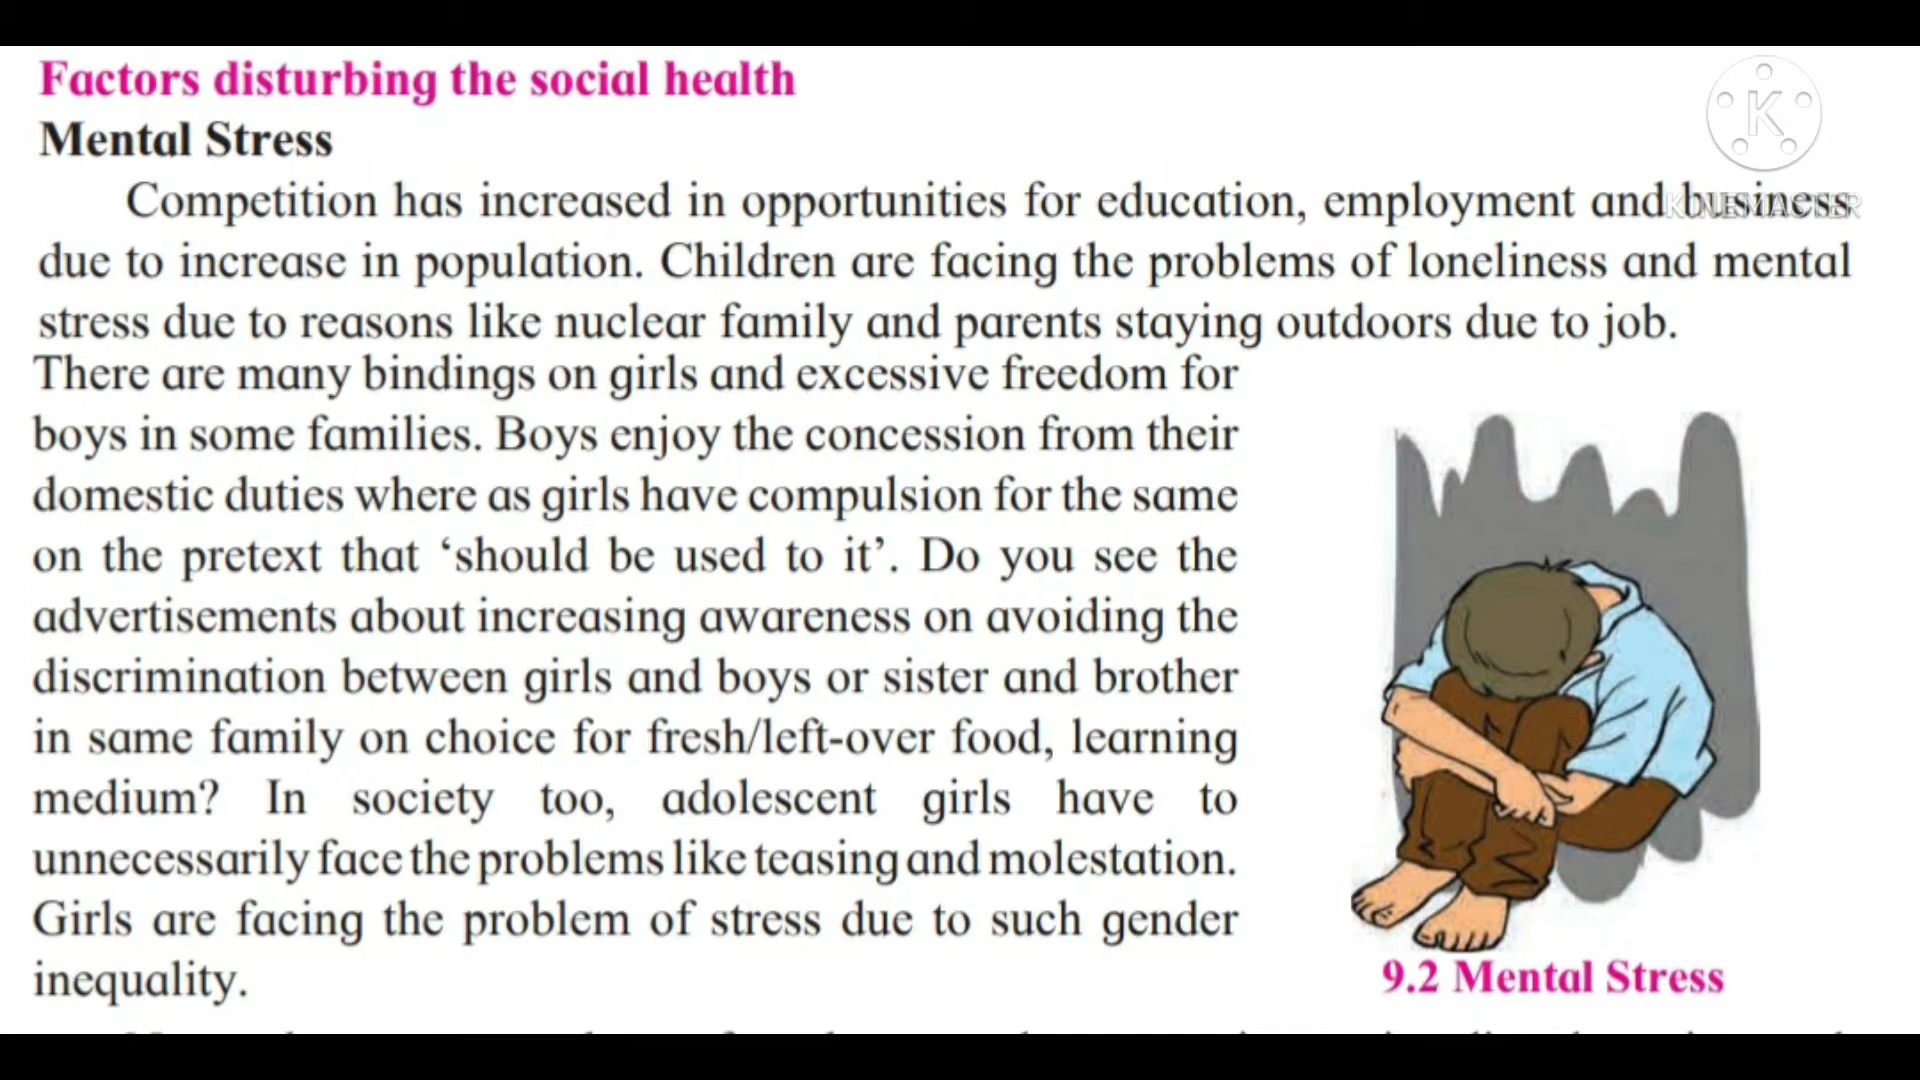 Factors disturbing the social health
K
Mental Stress
Competition has increased in opportunities for education, employment and business
KINEMASTER
due to increase in population. Children are facing the problems of loneliness and mental
stress due to reasons like nuclear family and parents staying outdoors due to job.
There are many bindings on girls and excessive freedom for
boys in some families. Boys enjoy the concession from their
domestic duties where as girls have compulsion for the same
on the pretext that ‘should be used to it’. Do you see the
advertisements about increasing awareness on avoiding the
discrimination between girls and boys or sister and brother
in same family on choice for fresh/left-over food, learning
medium? In society too, adolescent girls have to
unnecessarily face the problems like teasing and molestation.
Girls are facing the problem of stress due to such gender
inequality.
9.2 Mental Stress